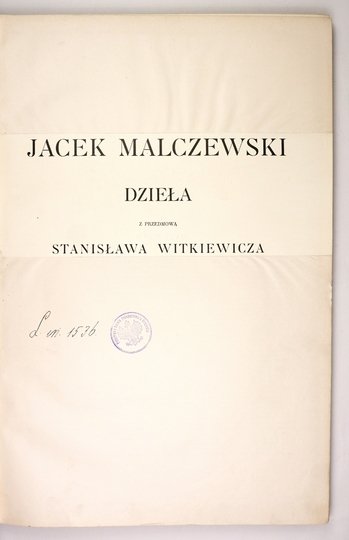 JACEK MALCZEWSKI
DZIEŁA
Z PRZEDMOWĄ
STANISŁAWA WITKIEWICZA
L in. 1536